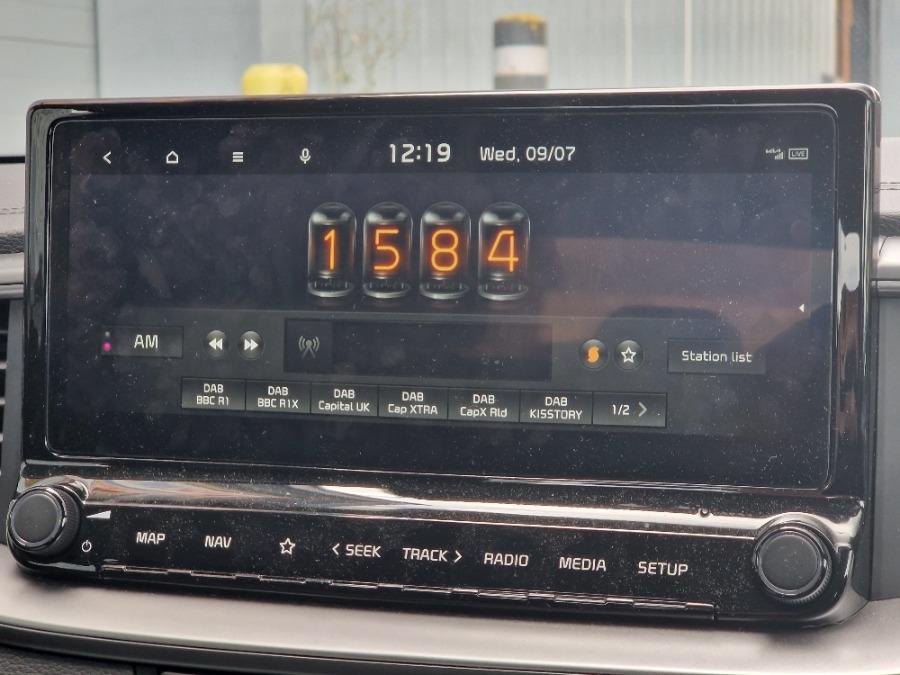 12:19 Wed, 09/07 LIVE
1584
AM
Station list
DAB BBC R1
DAB BBC R1X
DAB Capital UK
DAB Cap XTRA
DAB CapX Rld
DAB KISSTORY
1/2 >
MAP NAV < SEEK TRACK > RADIO MEDIA SETUP